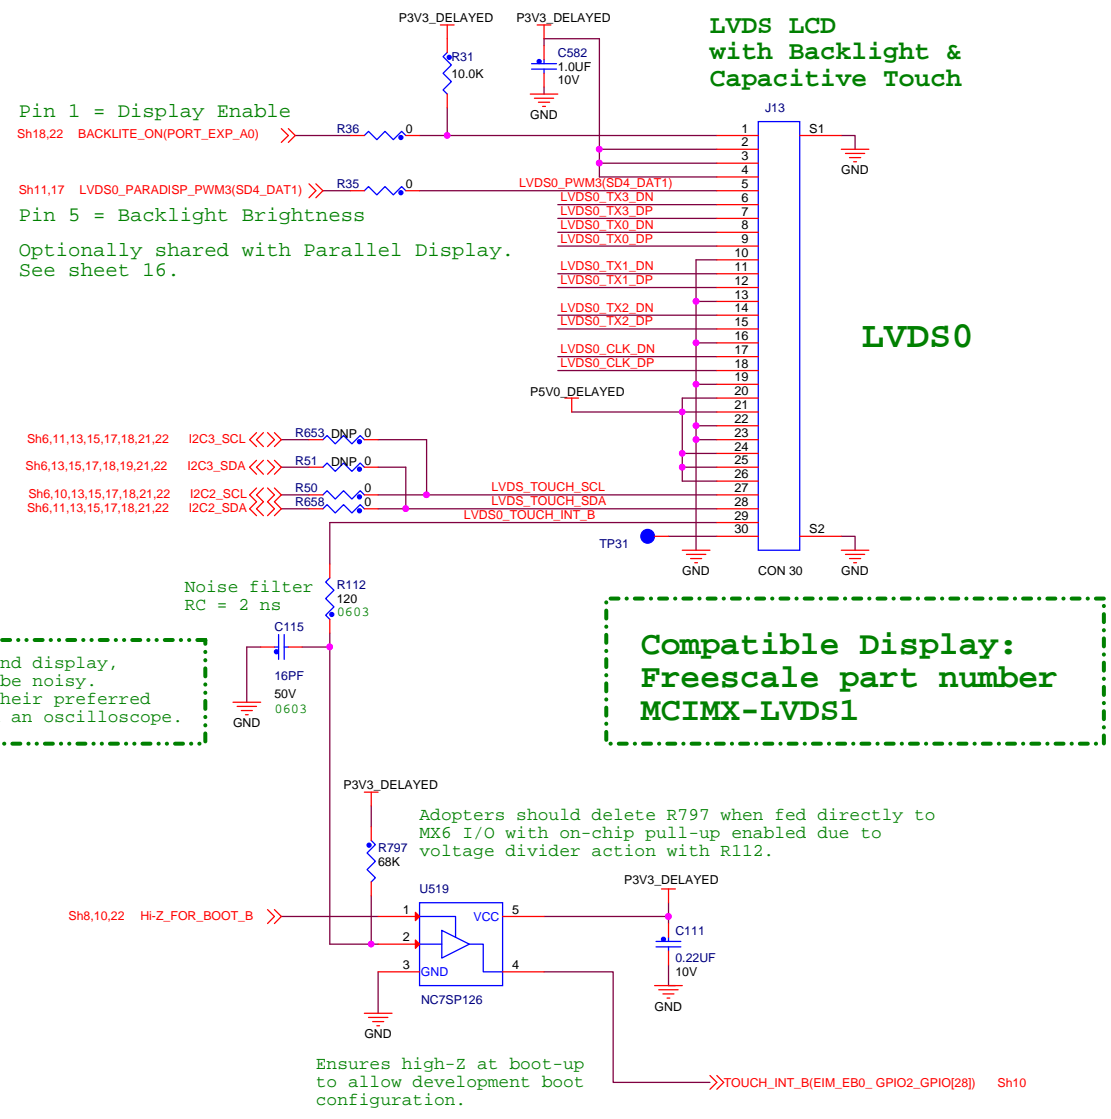 P3V3_DELAYED
P3V3_DELAYED
LVDS LCD
with Backlight &
Capacitive Touch
R31
10.0K
C582
1.0UF
10V
GND
J13
Pin 1 = Display Enable
Sh18,22 BACKLITE_ON(PORT_EXP_A0)
R36
0
1
2
3
4
5
6
7
8
9
10
11
12
13
14
15
16
17
18
19
20
21
22
23
24
25
26
27
28
29
30
S1
GND
Sh11,17 LVDS0_PARADISP_PWM3(SD4_DAT1)
R35
0
LVDS0_PWM3(SD4_DAT1)
LVDS0_TX3_DN
LVDS0_TX3_DP
LVDS0_TX0_DN
LVDS0_TX0_DP
LVDS0_TX1_DN
LVDS0_TX1_DP
LVDS0_TX2_DN
LVDS0_TX2_DP
LVDS0_CLK_DN
LVDS0_CLK_DP
Pin 5 = Backlight Brightness
Optionally shared with Parallel Display.
See sheet 16.
LVDS0
P5V0_DELAYED
Sh6,11,13,15,17,18,21,22 I2C3_SCL
R653 DNP 0
Sh6,13,15,17,18,19,21,22 I2C3_SDA
R51 DNP 0
Sh6,10,13,15,17,18,21,22 I2C2_SCL
R50 0
Sh6,11,13,15,17,18,21,22 I2C2_SDA
R658 0
LVDS_TOUCH_SCL
LVDS_TOUCH_SDA
LVDS0_TOUCH_INT_B
TP31
S2
GND
CON 30
GND
Noise filter
RC = 2 ns
R112
120
0603
C115
16PF
50V
0603
GND
nd display,
be noisy.
heir preferred
an oscilloscope.
Compatible Display:
Freescale part number
MCIMX-LVDS1
P3V3_DELAYED
R797
68K
Adopters should delete R797 when fed directly to
MX6 I/O with on-chip pull-up enabled due to
voltage divider action with R112.
U519
P3V3_DELAYED
Sh8,10,22 Hi-Z_FOR_BOOT_B
1
2
3
VCC
GND
5
4
NC7SP126
GND
C111
0.22UF
10V
GND
Ensures high-Z at boot-up
to allow development boot
configuration.
TOUCH_INT_B(EIM_EB0_ GPIO2_GPIO[28]) Sh10